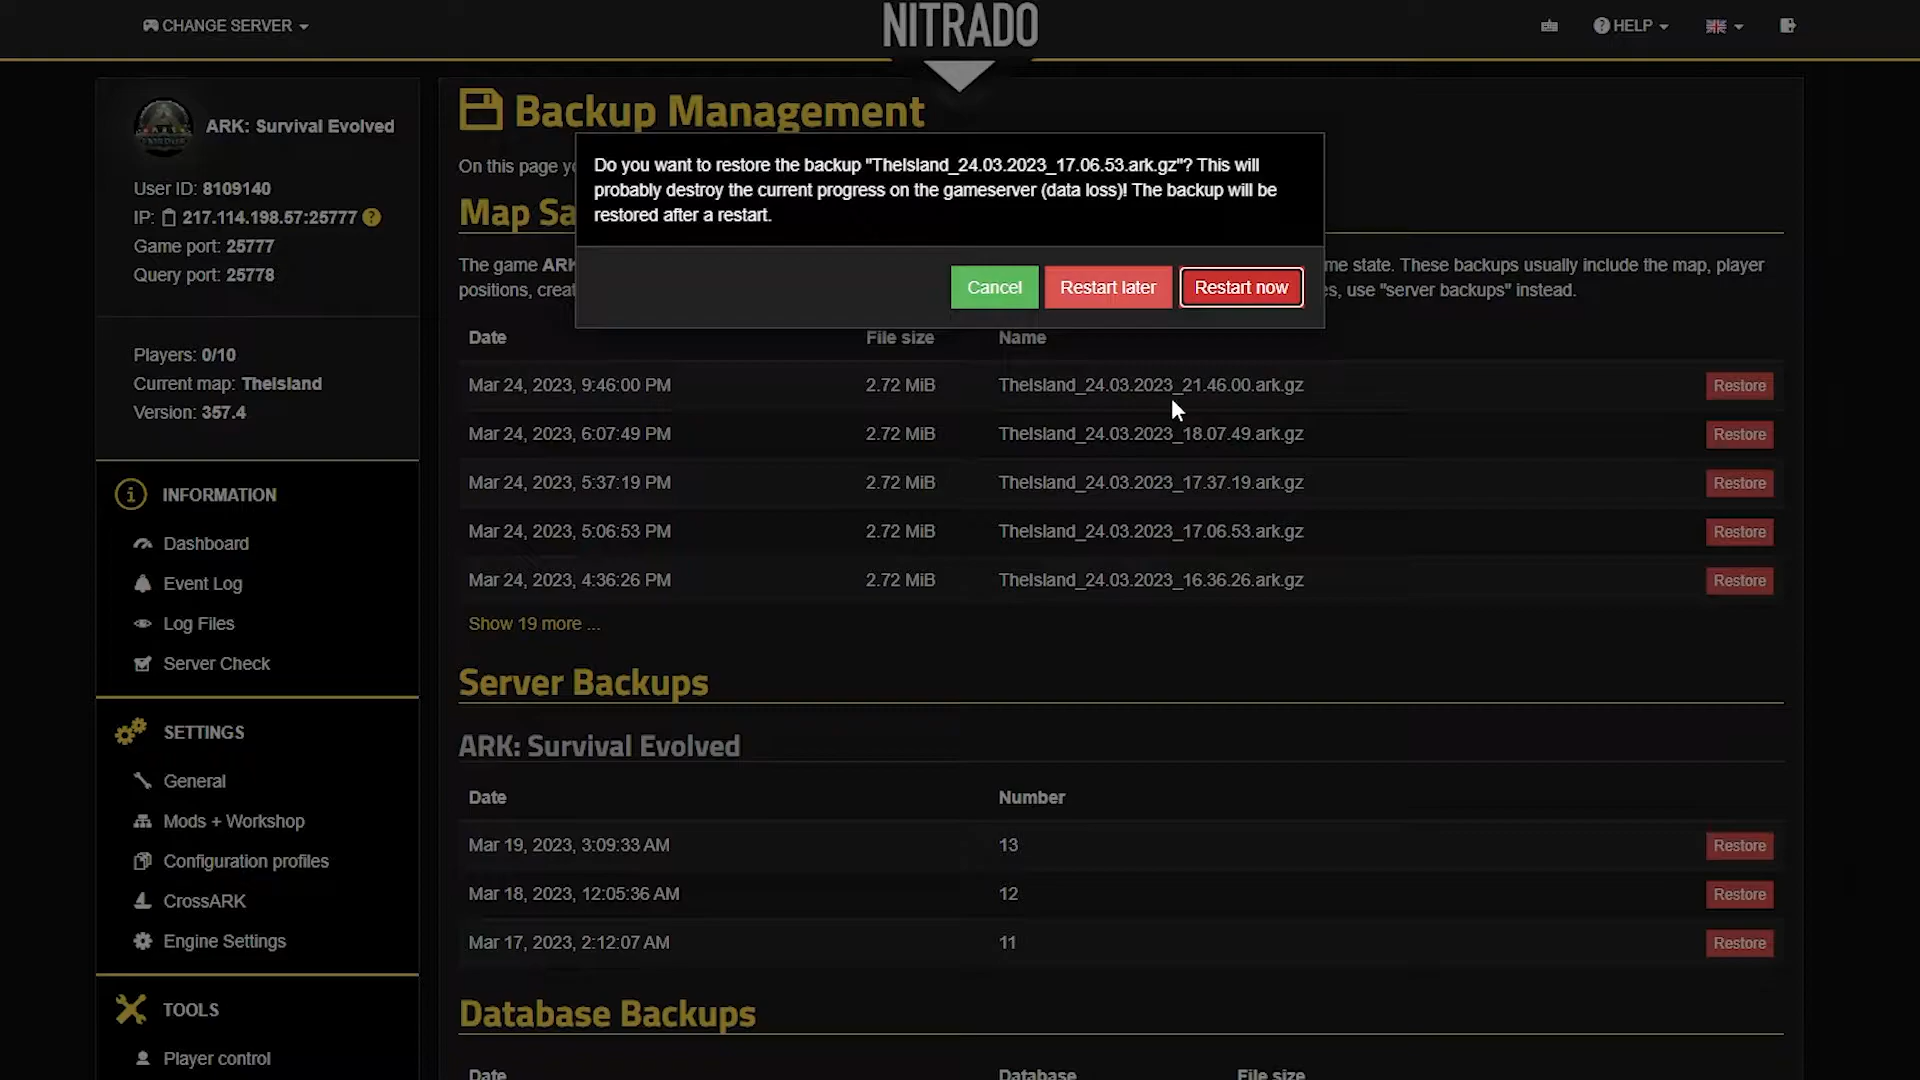 CHANGE SERVER
NITRADO
HELP
ARK: Survival Evolved
User ID: 8109140
IP: 217.114.198.57:25777 ?
Game port: 25777
Query port: 25778
Players: 0/10
Current map: TheIsland
Version: 357.4
INFORMATION
Dashboard
Event Log
Log Files
Server Check
SETTINGS
General
Mods + Workshop
Configuration profiles
CrossARK
Engine Settings
TOOLS
Player control
Backup Management
On this page
Do you want to restore the backup "TheIsland_24.03.2023_17.06.53.ark.gz"? This will
probably destroy the current progress on the gameserver (data loss)! The backup will be
restored after a restart.
Cancel Restart later Restart now
Map Sa
The game ARK me state. These backups usually include the map, player
positions, creat es, use "server backups" instead.
Date File size Name
Mar 24, 2023, 9:46:00 PM 2.72 MiB TheIsland_24.03.2023_21.46.00.ark.gz Restore
Mar 24, 2023, 6:07:49 PM 2.72 MiB TheIsland_24.03.2023_18.07.49.ark.gz Restore
Mar 24, 2023, 5:37:19 PM 2.72 MiB TheIsland_24.03.2023_17.37.19.ark.gz Restore
Mar 24, 2023, 5:06:53 PM 2.72 MiB TheIsland_24.03.2023_17.06.53.ark.gz Restore
Mar 24, 2023, 4:36:26 PM 2.72 MiB TheIsland_24.03.2023_16.36.26.ark.gz Restore
Show 19 more ...
Server Backups
ARK: Survival Evolved
Date Number
Mar 19, 2023, 3:09:33 AM 13 Restore
Mar 18, 2023, 12:05:36 AM 12 Restore
Mar 17, 2023, 2:12:07 AM 11 Restore
Database Backups
Date Database File size